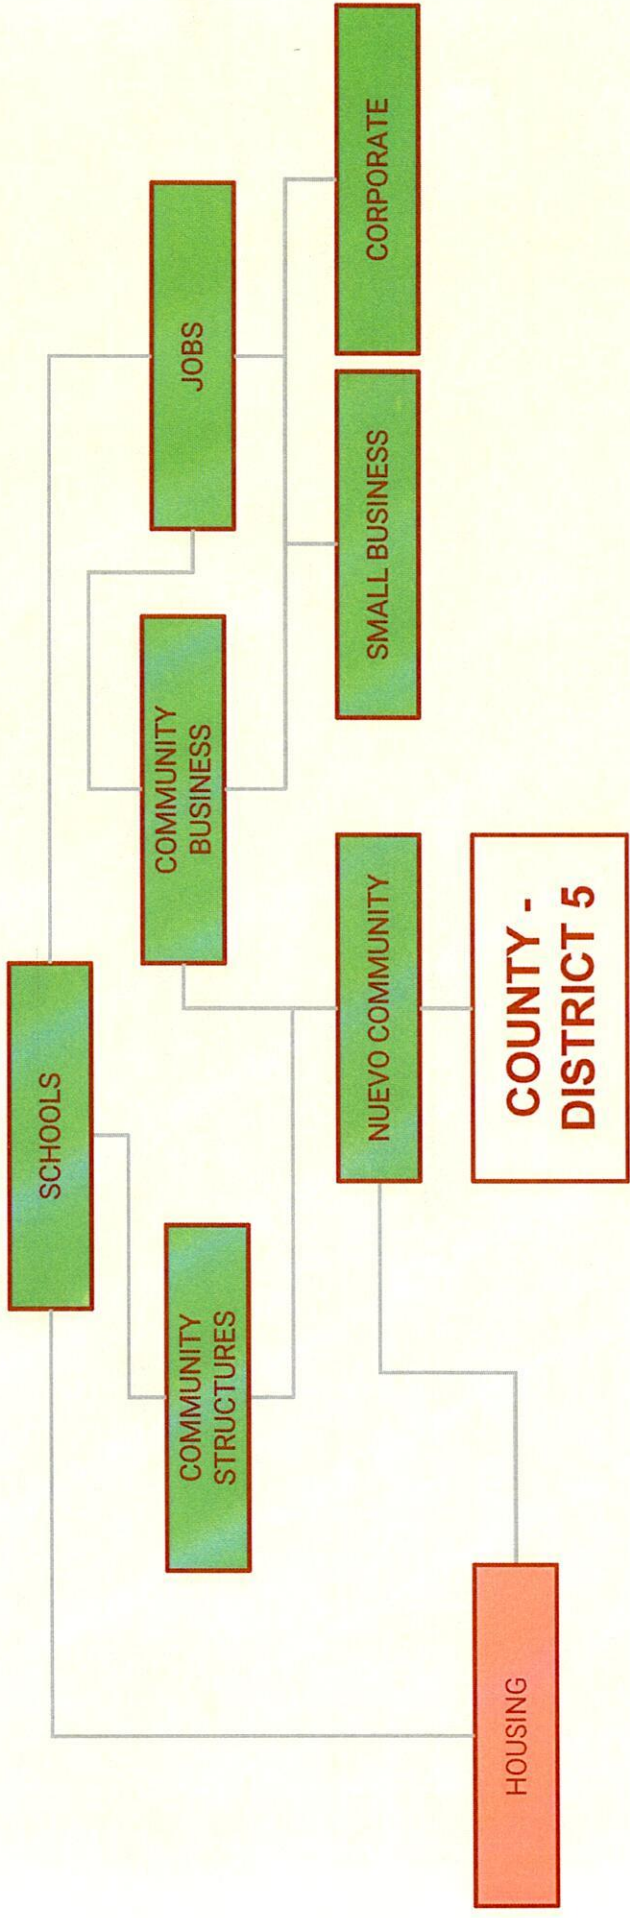 SCHOOLS
JOBS
COMMUNITY
BUSINESS
COMMUNITY
STRUCTURES
CORPORATE
SMALL BUSINESS
NUEVO COMMUNITY
HOUSING
COUNTY -
DISTRICT 5